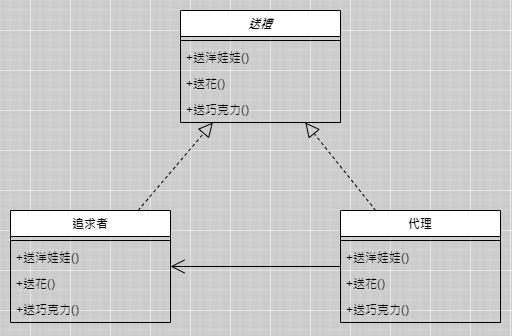 送禮
+送洋娃娃()
+送花()
+送巧克力()
追求者
+送洋娃娃()
+送花()
+送巧克力()
代理
+送洋娃娃()
+送花()
+送巧克力()